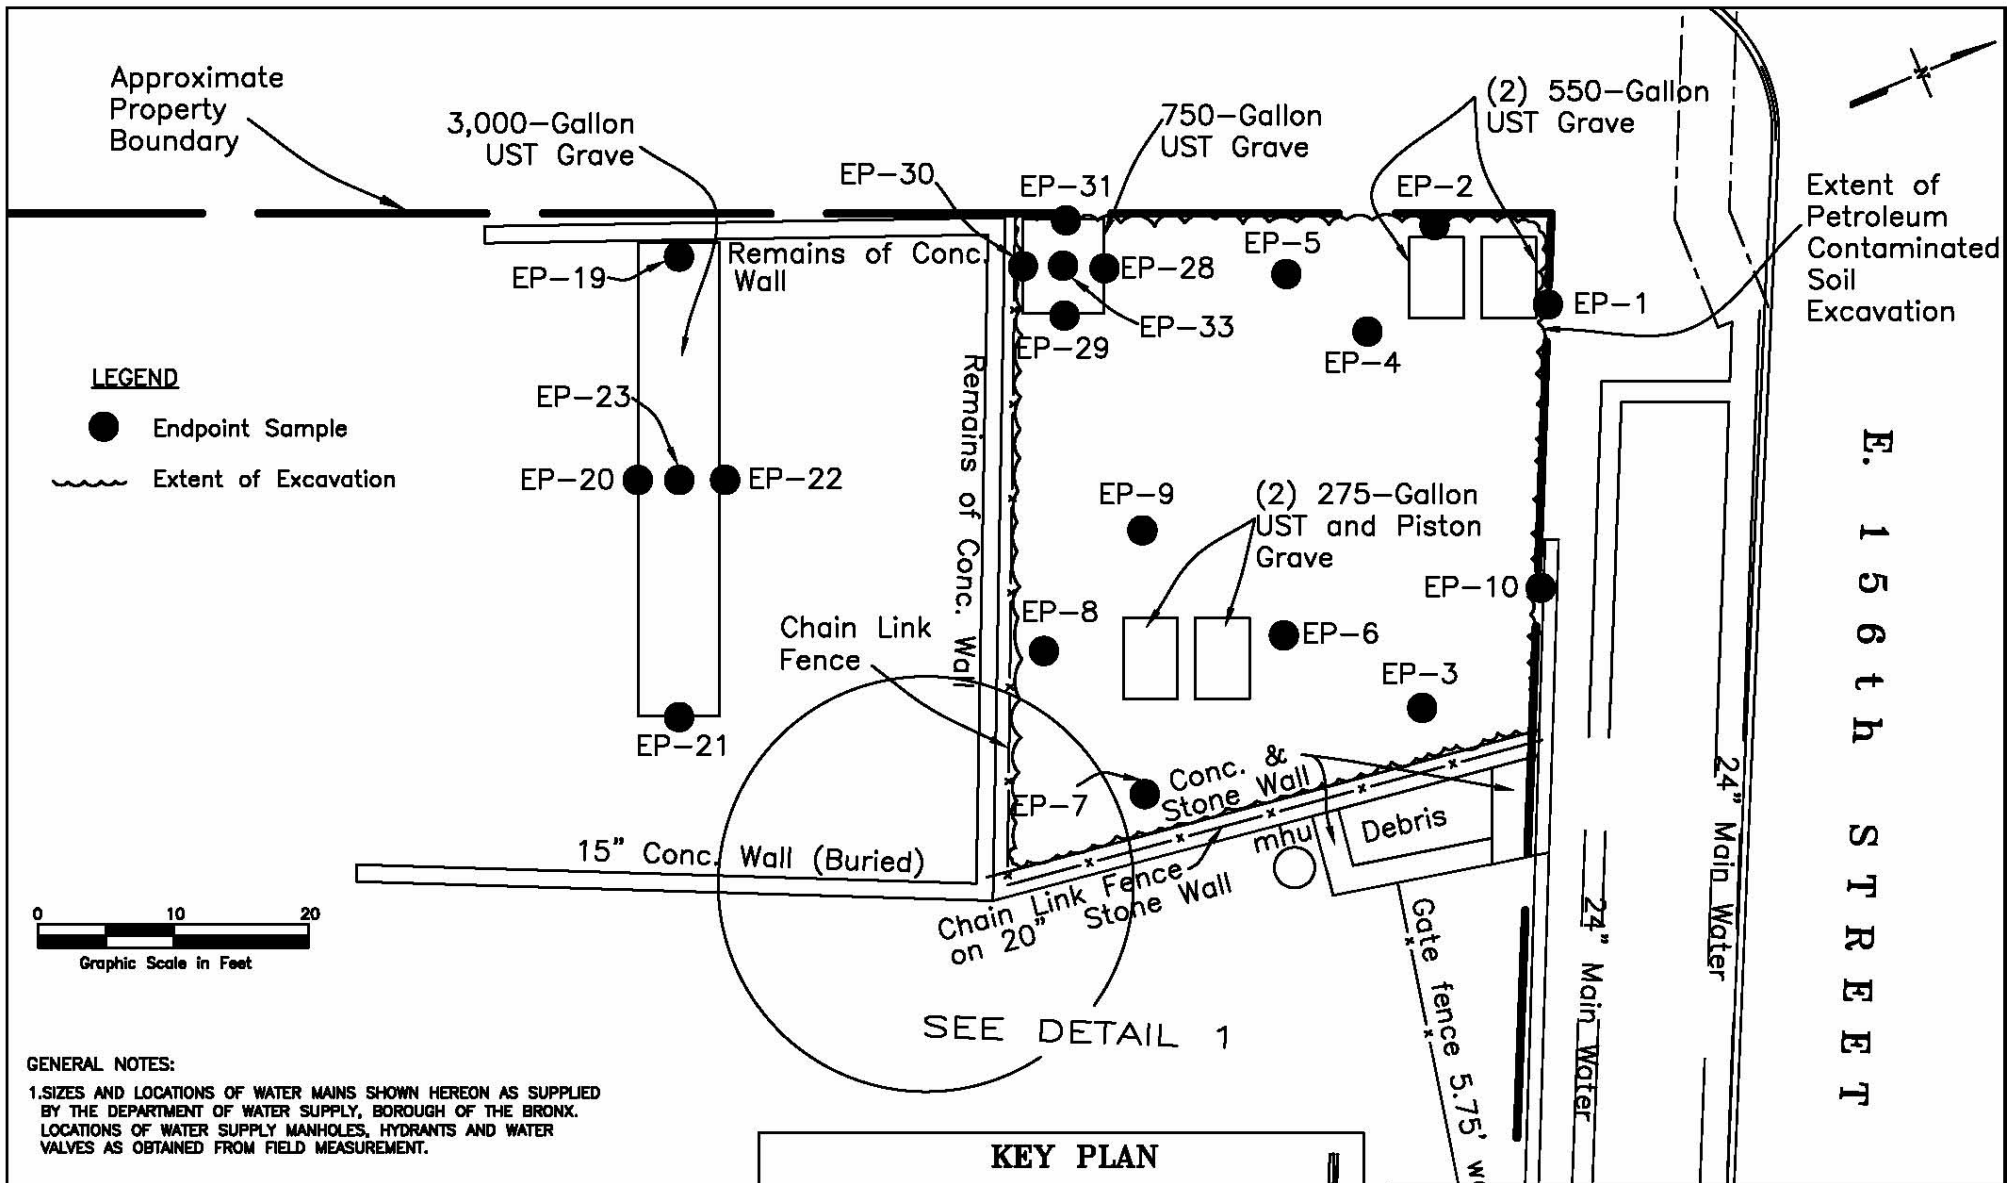 Approximate
Property
Boundary
3,000-Gallon
UST Grave
EP-30
EP-31
750-Gallon
UST Grave
(2) 550-Gallon
UST Grave
EP-2
N
Extent of
Petroleum
Contaminated
Soil
Excavation
EP-19
Remains of Conc.
Wall
EP-5
EP-28
EP-1
EP-33
EP-29
EP-4
LEGEND
Endpoint Sample
Extent of Excavation
EP-23
EP-20
EP-22
Remains of Conc. Wall
EP-9
(2) 275-Gallon
UST and Piston
Grave
EP-10
EP-8
EP-6
Chain Link
Fence
EP-3
EP-21
EP-7
Conc. &
Stone Wall
mhu
Debris
15" Conc. Wall (Buried)
Chain Link Fence
on 20" Stone Wall
0 10 20
Graphic Scale in Feet
SEE DETAIL 1
Gate fence 5.75'
24" Main Water
24" Main Water
E. 156th STREET
GENERAL NOTES:
1.SIZES AND LOCATIONS OF WATER MAINS SHOWN HEREON AS SUPPLIED
BY THE DEPARTMENT OF WATER SUPPLY, BOROUGH OF THE BRONX.
LOCATIONS OF WATER SUPPLY MANHOLES, HYDRANTS AND WATER
VALVES AS OBTAINED FROM FIELD MEASUREMENT.
KEY PLAN